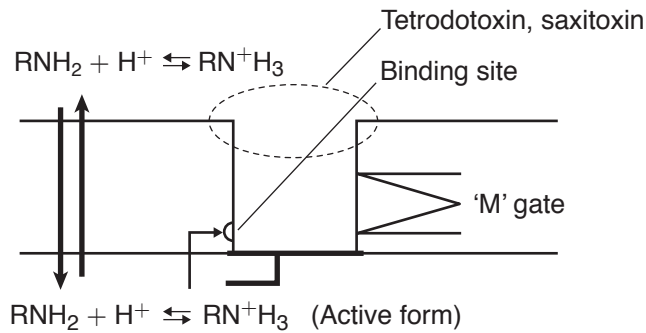 Tetrodotoxin, saxitoxin
RNH₂ + H⁺ ⇆ RN⁺H₃
Binding site
‘M’ gate
RNH₂ + H⁺ ⇆ RN⁺H₃ (Active form)